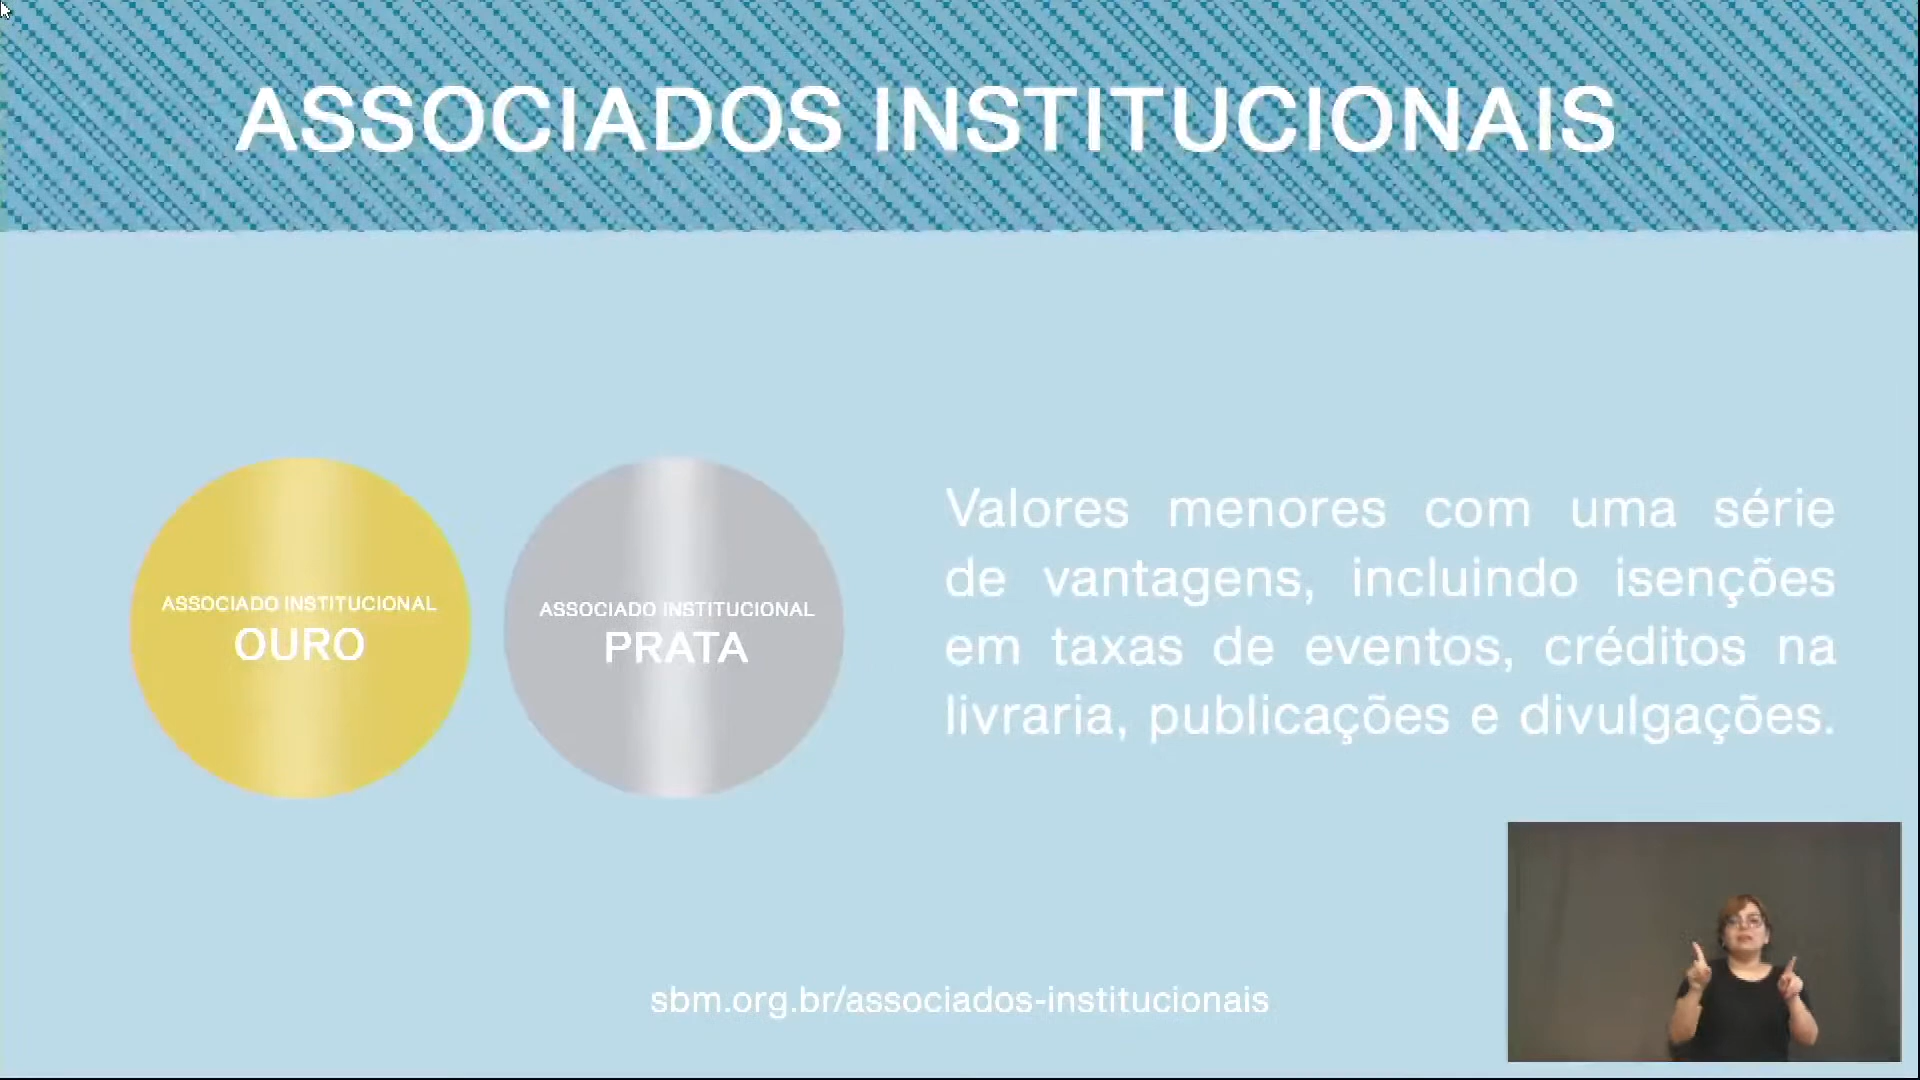 ASSOCIADOS INSTITUCIONAIS
ASSOCIADO INSTITUCIONAL
OURO
ASSOCIADO INSTITUCIONAL
PRATA
Valores menores com uma série
de vantagens, incluindo isenções
em taxas de eventos, créditos na
livraria, publicações e divulgações.
sbm.org.br/associados-institucionais